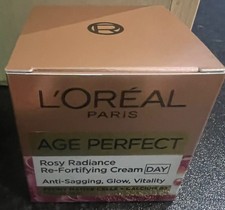 L'ORÉAL
PARIS
AGE PERFECT
Rosy Radiance
Re-Fortifying Cream DAY
Anti-Sagging, Glow, Vitality